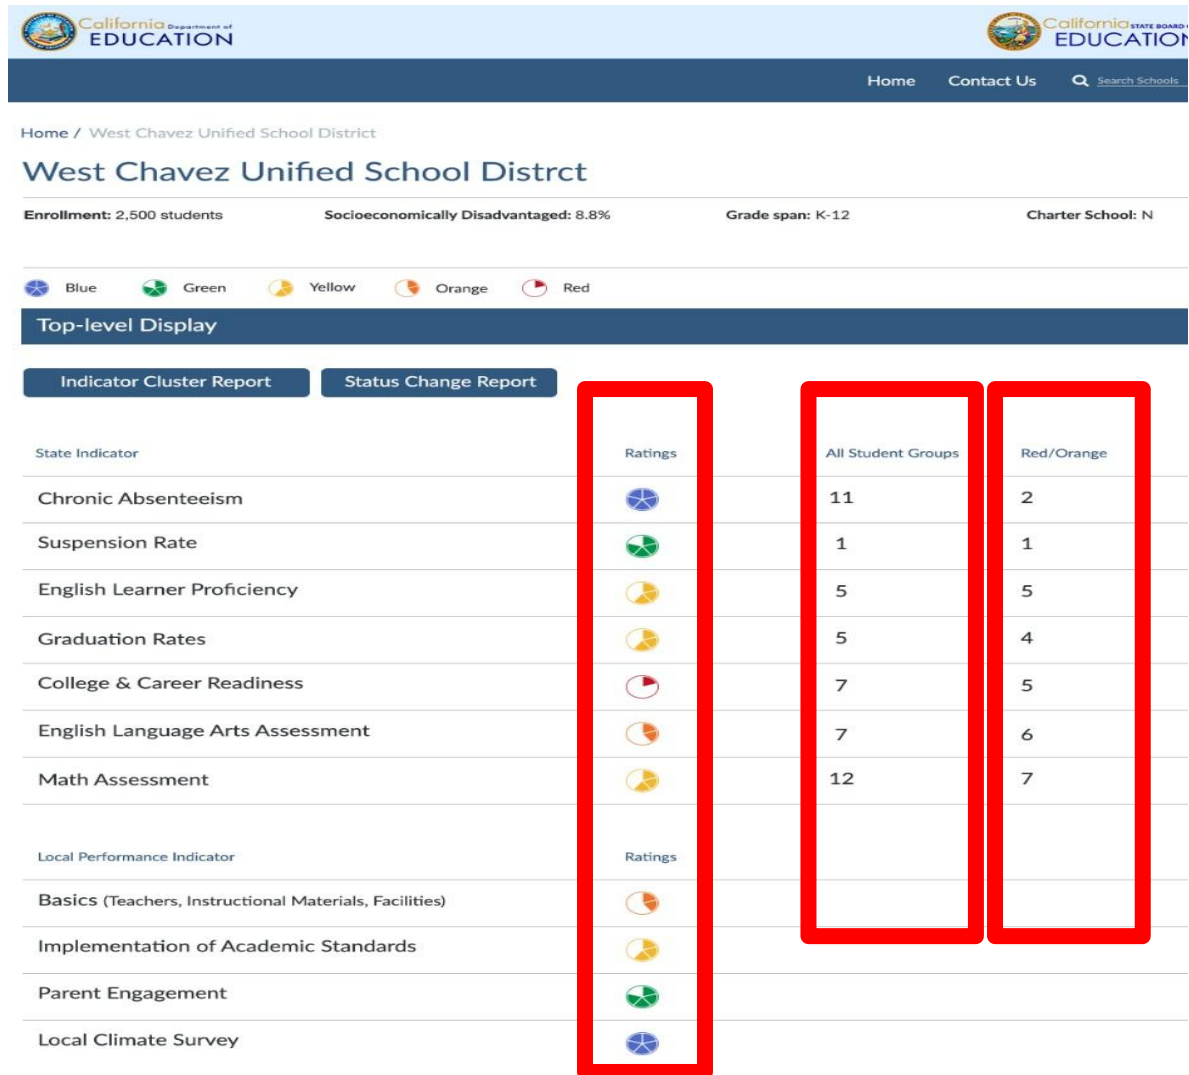 California Department of
EDUCATION
California STATE BOARD
EDUCATION
Home Contact Us Search Schools
Home / West Chavez Unified School District
West Chavez Unified School Distrct
Enrollment: 2,500 students Socioeconomically Disadvantaged: 8.8% Grade span: K-12 Charter School: N
Blue Green Yellow Orange Red
Top-level Display
Indicator Cluster Report Status Change Report
State Indicator Ratings All Student Groups Red/Orange
Chronic Absenteeism 11 2
Suspension Rate 1 1
English Learner Proficiency 5 5
Graduation Rates 5 4
College & Career Readiness 7 5
English Language Arts Assessment 7 6
Math Assessment 12 7
Local Performance Indicator Ratings
Basics (Teachers, Instructional Materials, Facilities)
Implementation of Academic Standards
Parent Engagement
Local Climate Survey